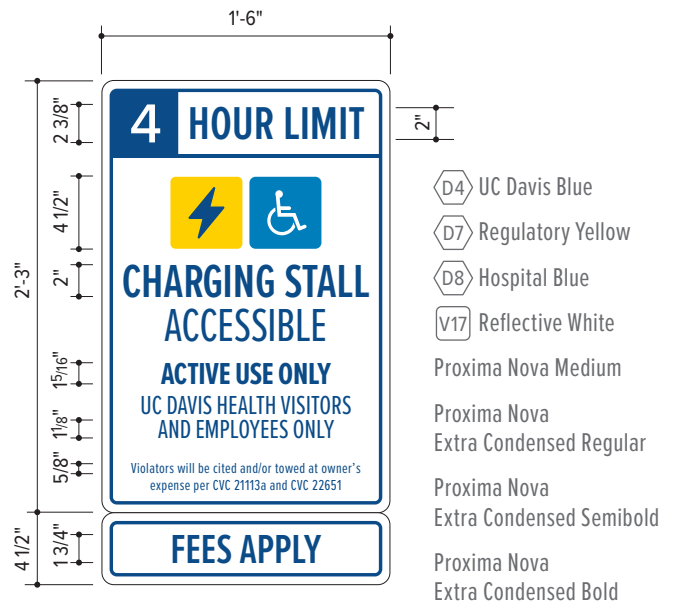 1'-6"
4 HOUR LIMIT
2 3/8"
2"
4 1/2"
2'-3"
2"
CHARGING STALL
ACCESSIBLE
1 5/16"
ACTIVE USE ONLY
1 1/8"
UC DAVIS HEALTH VISITORS
AND EMPLOYEES ONLY
5/8"
Violators will be cited and/or towed at owner's
expense per CVC 21113a and CVC 22651
4 1/2"
1 3/4"
FEES APPLY
D4 UC Davis Blue
D7 Regulatory Yellow
D8 Hospital Blue
V17 Reflective White
Proxima Nova Medium
Proxima Nova
Extra Condensed Regular
Proxima Nova
Extra Condensed Semibold
Proxima Nova
Extra Condensed Bold